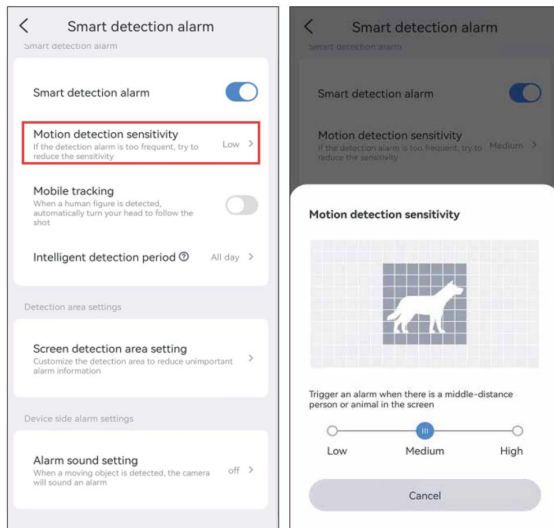 Smart detection alarm
Smart detection alarm
Smart detection alarm
Motion detection sensitivity
If the detection alarm is too frequent, try to
reduce the sensitivity
Low
Mobile tracking
When a human figure is detected,
automatically turn your head to follow the
shot
Intelligent detection period
All day
Detection area settings
Screen detection area setting
Customize the detection area to reduce unimportant
alarm information
Device side alarm settings
Alarm sound setting
When a moving object is detected, the camera
will sound an alarm
off
Smart detection alarm
Smart detection alarm
Smart detection alarm
Motion detection sensitivity
If the detection alarm is too frequent, try to
reduce the sensitivity
Medium
Motion detection sensitivity
Trigger an alarm when there is a middle-distance
person or animal in the screen
Low Medium High
Cancel